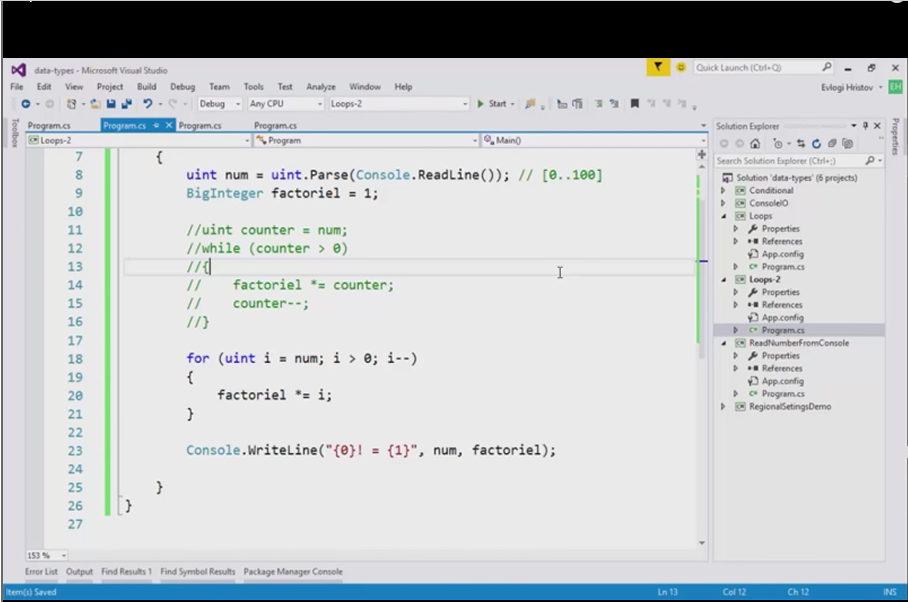 data-types - Microsoft Visual Studio
Quick Launch (Ctrl+Q)
File Edit View Project Build Debug Team Tools Test Analyze Window Help
Evlogi Hristov EH
Debug Any CPU Loops-2 Start
Toolbox
Program.cs Program.cs Program.cs Program.cs
Loops-2 Program Main()
7 {
8 uint num = uint.Parse(Console.ReadLine()); // [0..100]
9 BigInteger factoriel = 1;
10
11 //uint counter = num;
12 //while (counter > 0)
13 //{
14 // factoriel *= counter;
15 // counter--;
16 //}
17
18 for (uint i = num; i > 0; i--)
19 {
20 factoriel *= i;
21 }
22
23 Console.WriteLine("{0}! = {1}", num, factoriel);
24
25 }
26 }
27
153 %
Solution Explorer
Search Solution Explorer (Ctrl+;)
Solution 'data-types' (6 projects)
Conditional
ConsoleIO
Loops
Properties
References
App.config
Program.cs
Loops-2
Properties
References
App.config
Program.cs
ReadNumberFromConsole
Properties
References
App.config
Program.cs
RegionalSetingsDemo
Properties
Error List Output Find Results 1 Find Symbol Results Package Manager Console
Item(s) Saved Ln 13 Col 12 Ch 12 INS